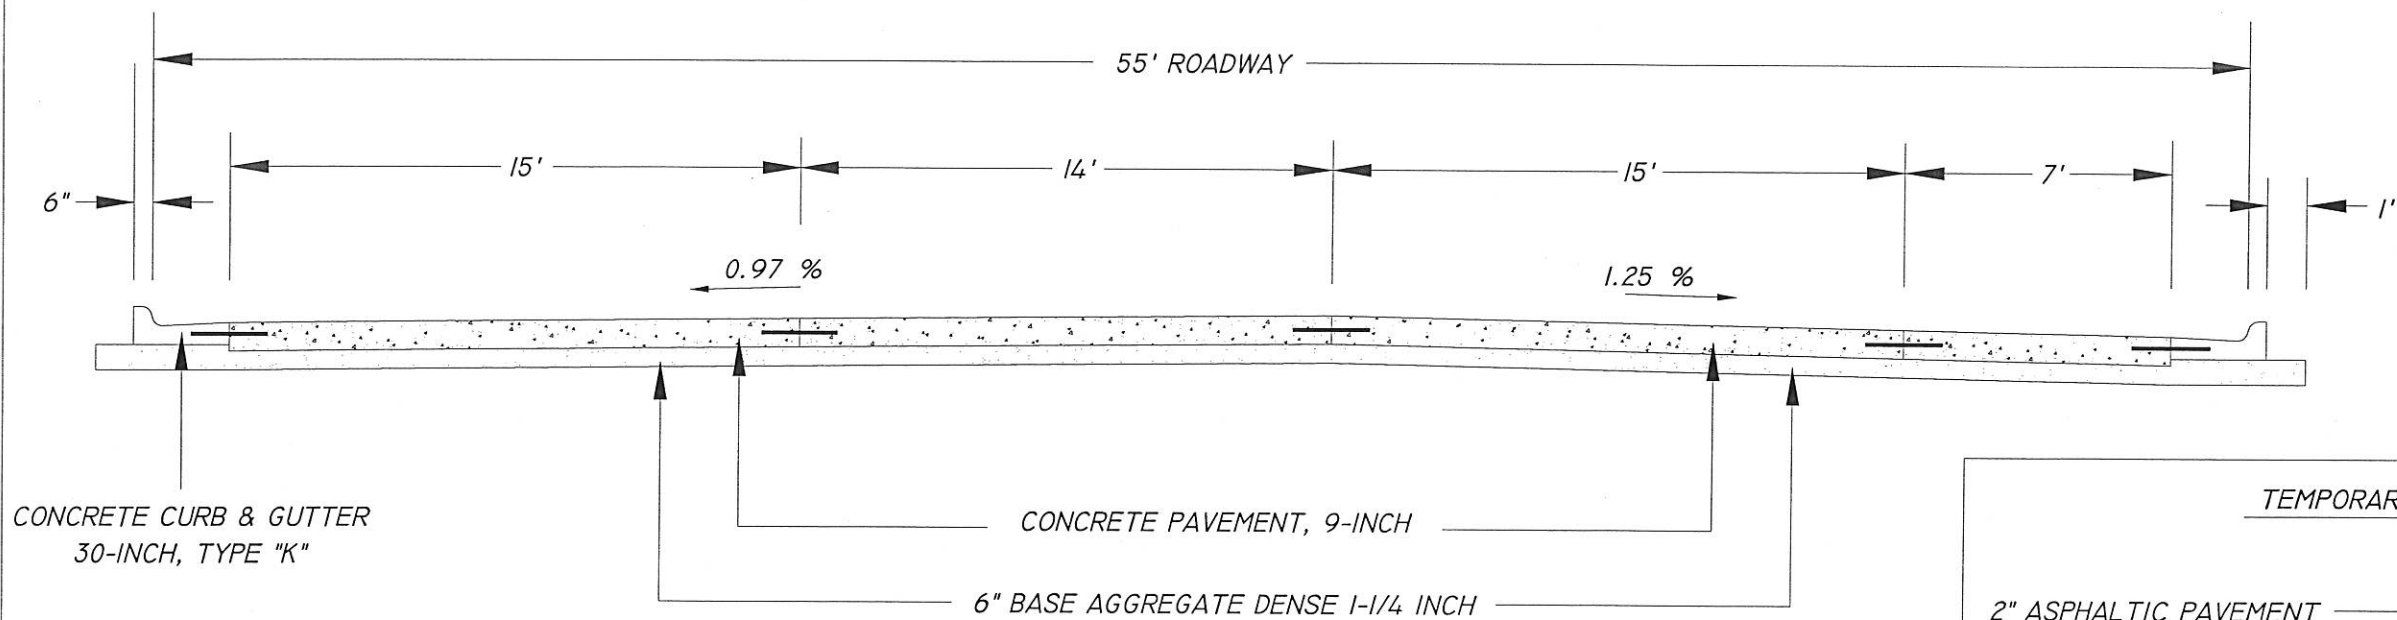 55' ROADWAY
15'
14'
15'
7'
6"
1'
0.97 %
1.25 %
CONCRETE CURB & GUTTER
30-INCH, TYPE "K"
CONCRETE PAVEMENT, 9-INCH
6" BASE AGGREGATE DENSE 1-1/4 INCH
TEMPORAR
2" ASPHALTIC PAVEMENT